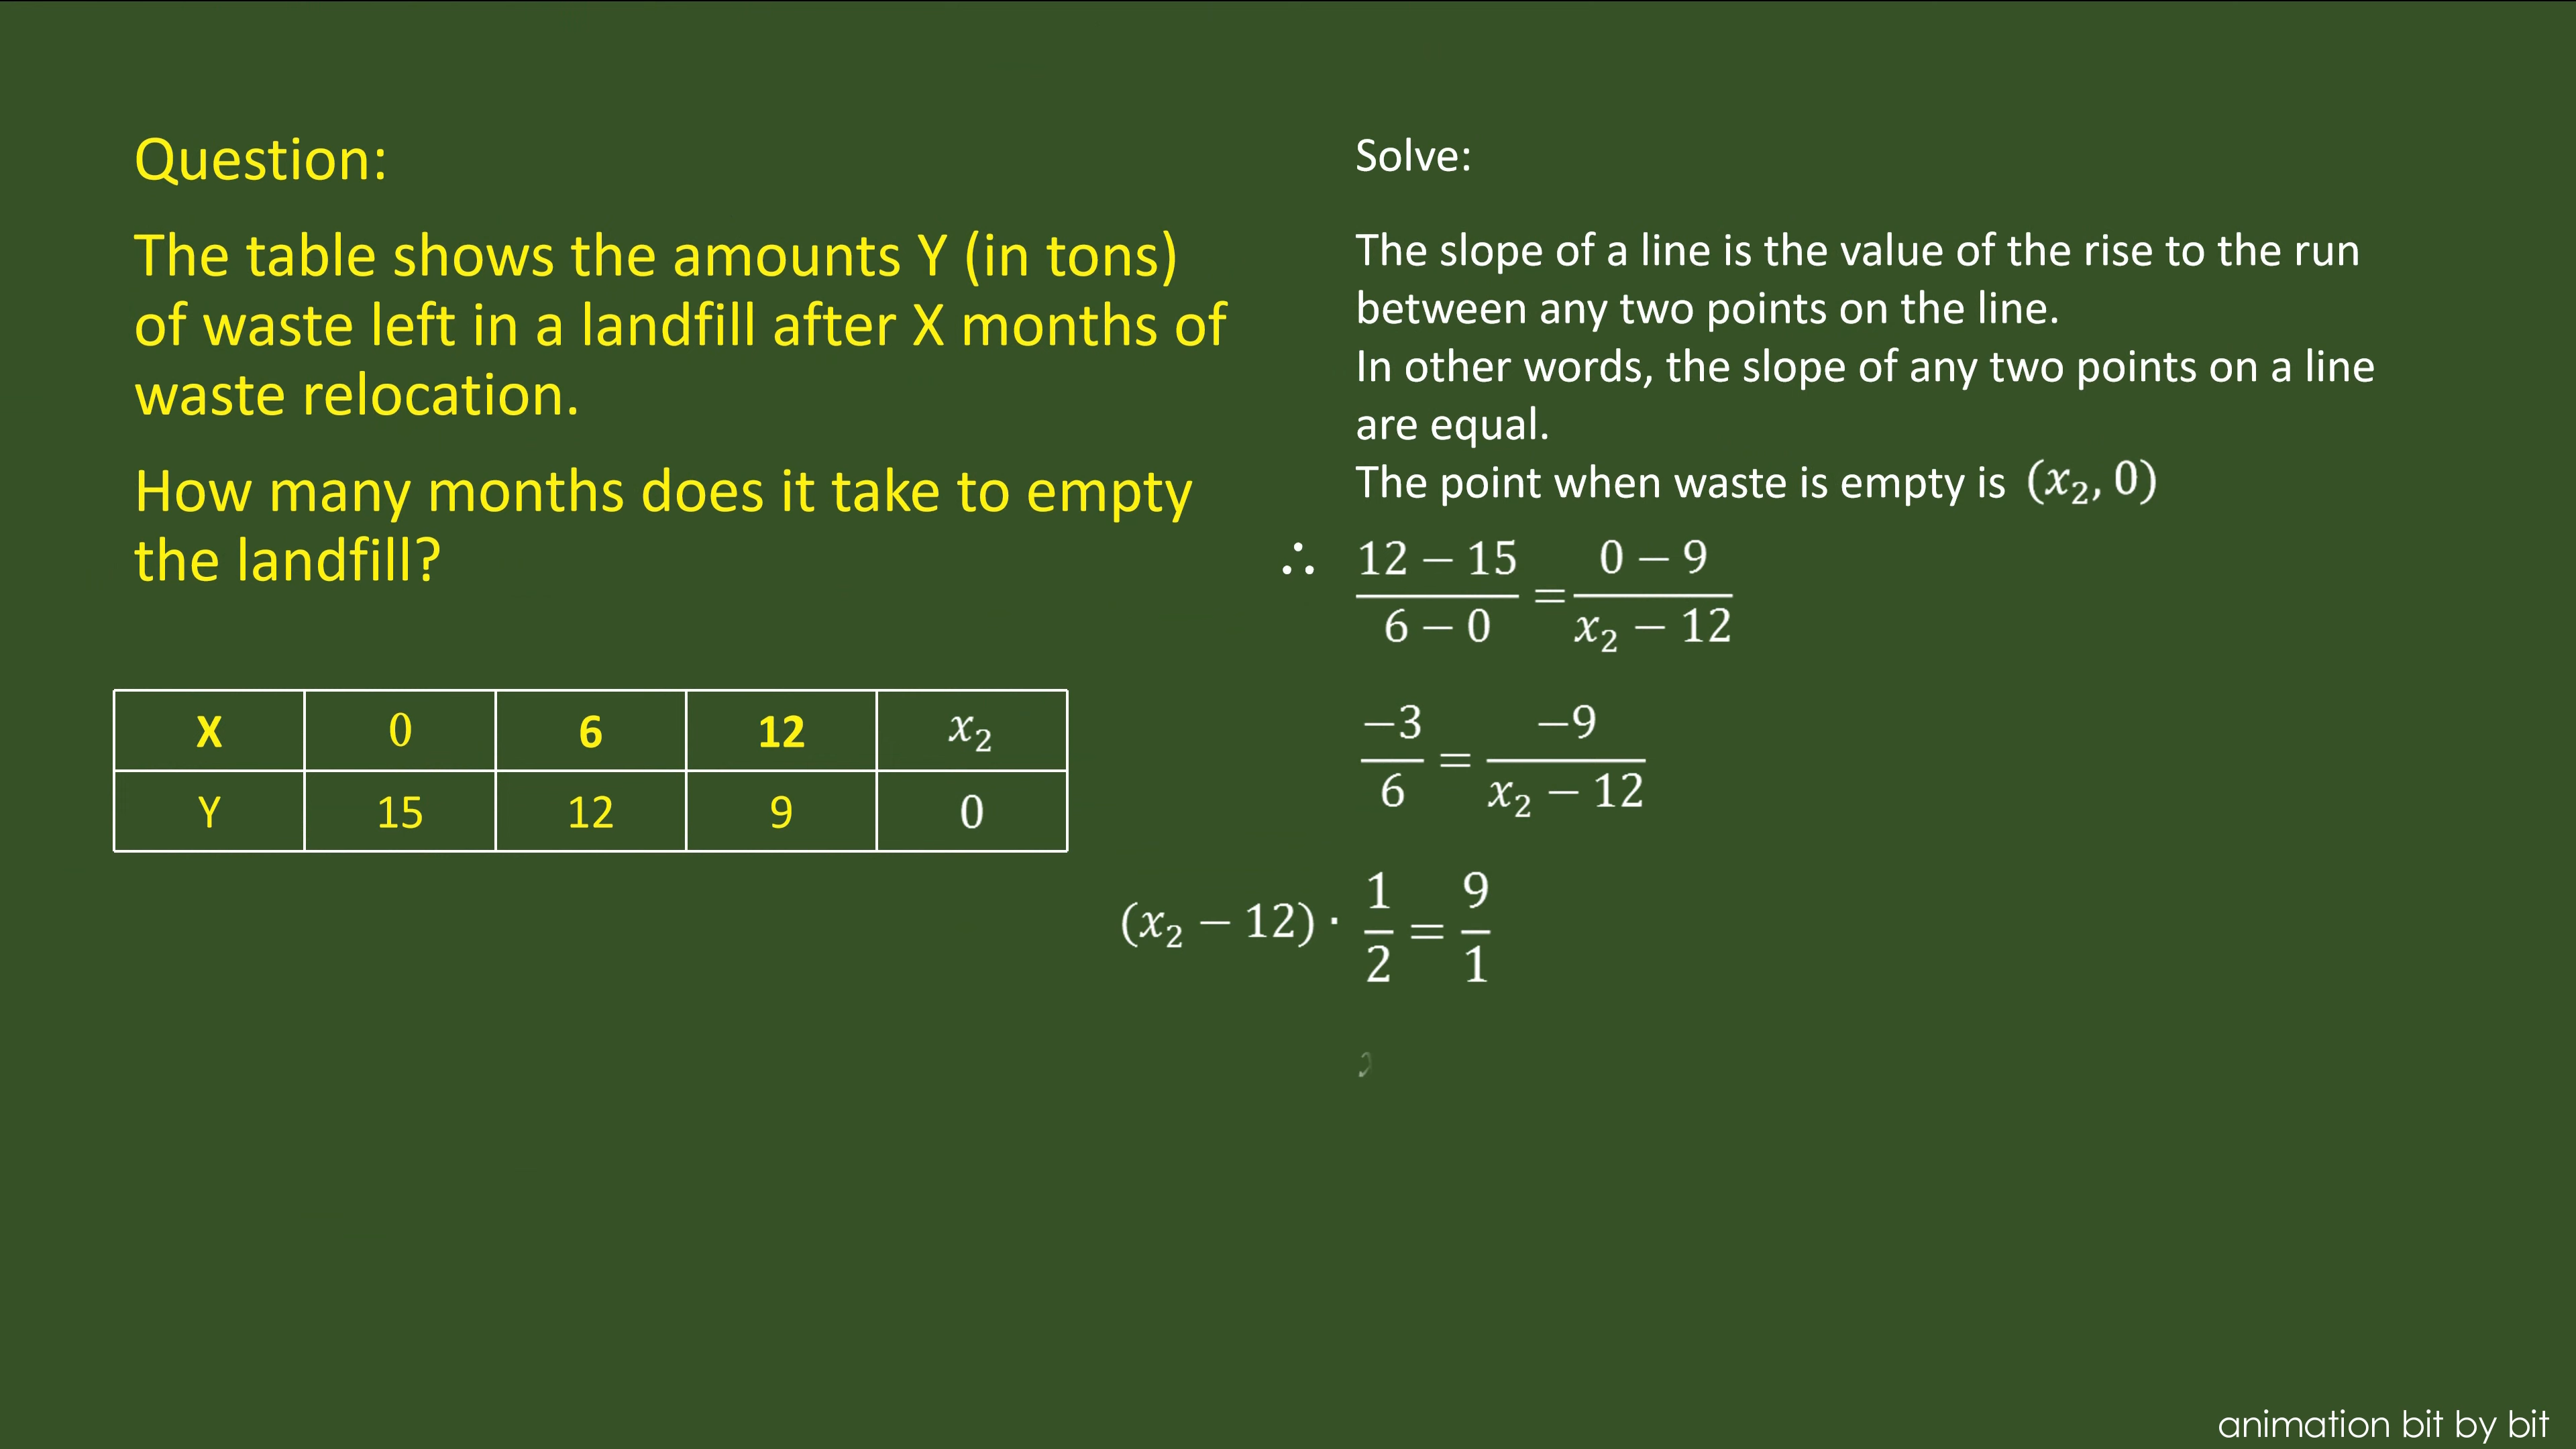 Question:
The table shows the amounts Y (in tons)
of waste left in a landfill after X months of
waste relocation.
How many months does it take to empty
the landfill?
X 0 6 12 x₂
Y 15 12 9 0
Solve:
The slope of a line is the value of the rise to the run
between any two points on the line.
In other words, the slope of any two points on a line
are equal.
The point when waste is empty is (x₂, 0)
∴ (12 − 15)/(6 − 0) = (0 − 9)/(x₂ − 12)
−3/6 = −9/(x₂ − 12)
(x₂ − 12) · 1/2 = 9/1
animation bit by bit